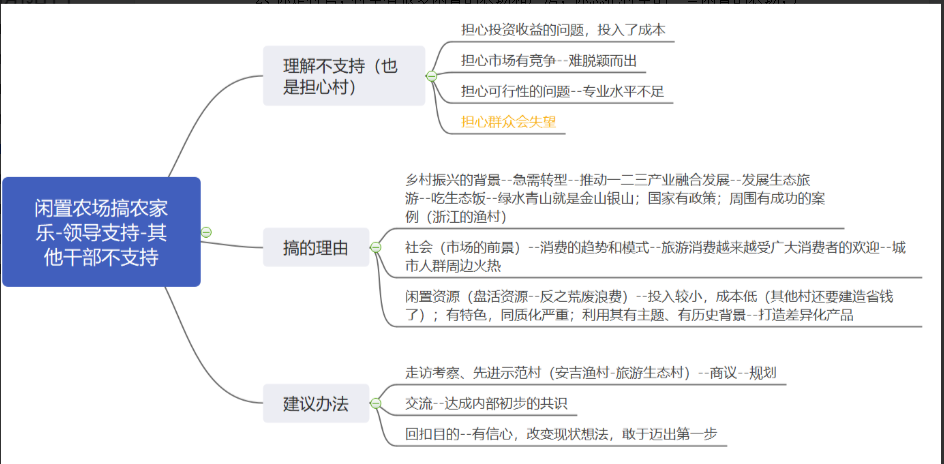 闲置农场搞农家
乐-领导支持-其
他干部不支持
理解不支持（也
是担心村）
担心投资收益的问题，投入了成本
担心市场有竞争--难脱颖而出
担心可行性的问题--专业水平不足
担心群众会失望
搞的理由
乡村振兴的背景--急需转型--推动一二三产业融合发展--发展生态旅
游--吃生态饭--绿水青山就是金山银山；国家有政策；周围有成功的案
例（浙江的渔村）
社会（市场的前景）--消费的趋势和模式--旅游消费越来越受广大消费者的欢迎--城
市人群周边火热
闲置资源（盘活资源--反之荒废浪费）--投入较小，成本低（其他村还要建造省钱
了）；有特色，同质化严重；利用其有主题、有历史背景--打造差异化产品
建议办法
走访考察、先进示范村（安吉渔村-旅游生态村）--商议--规划
交流--达成内部初步的共识
回扣目的--有信心，改变现状想法，敢于迈出第一步